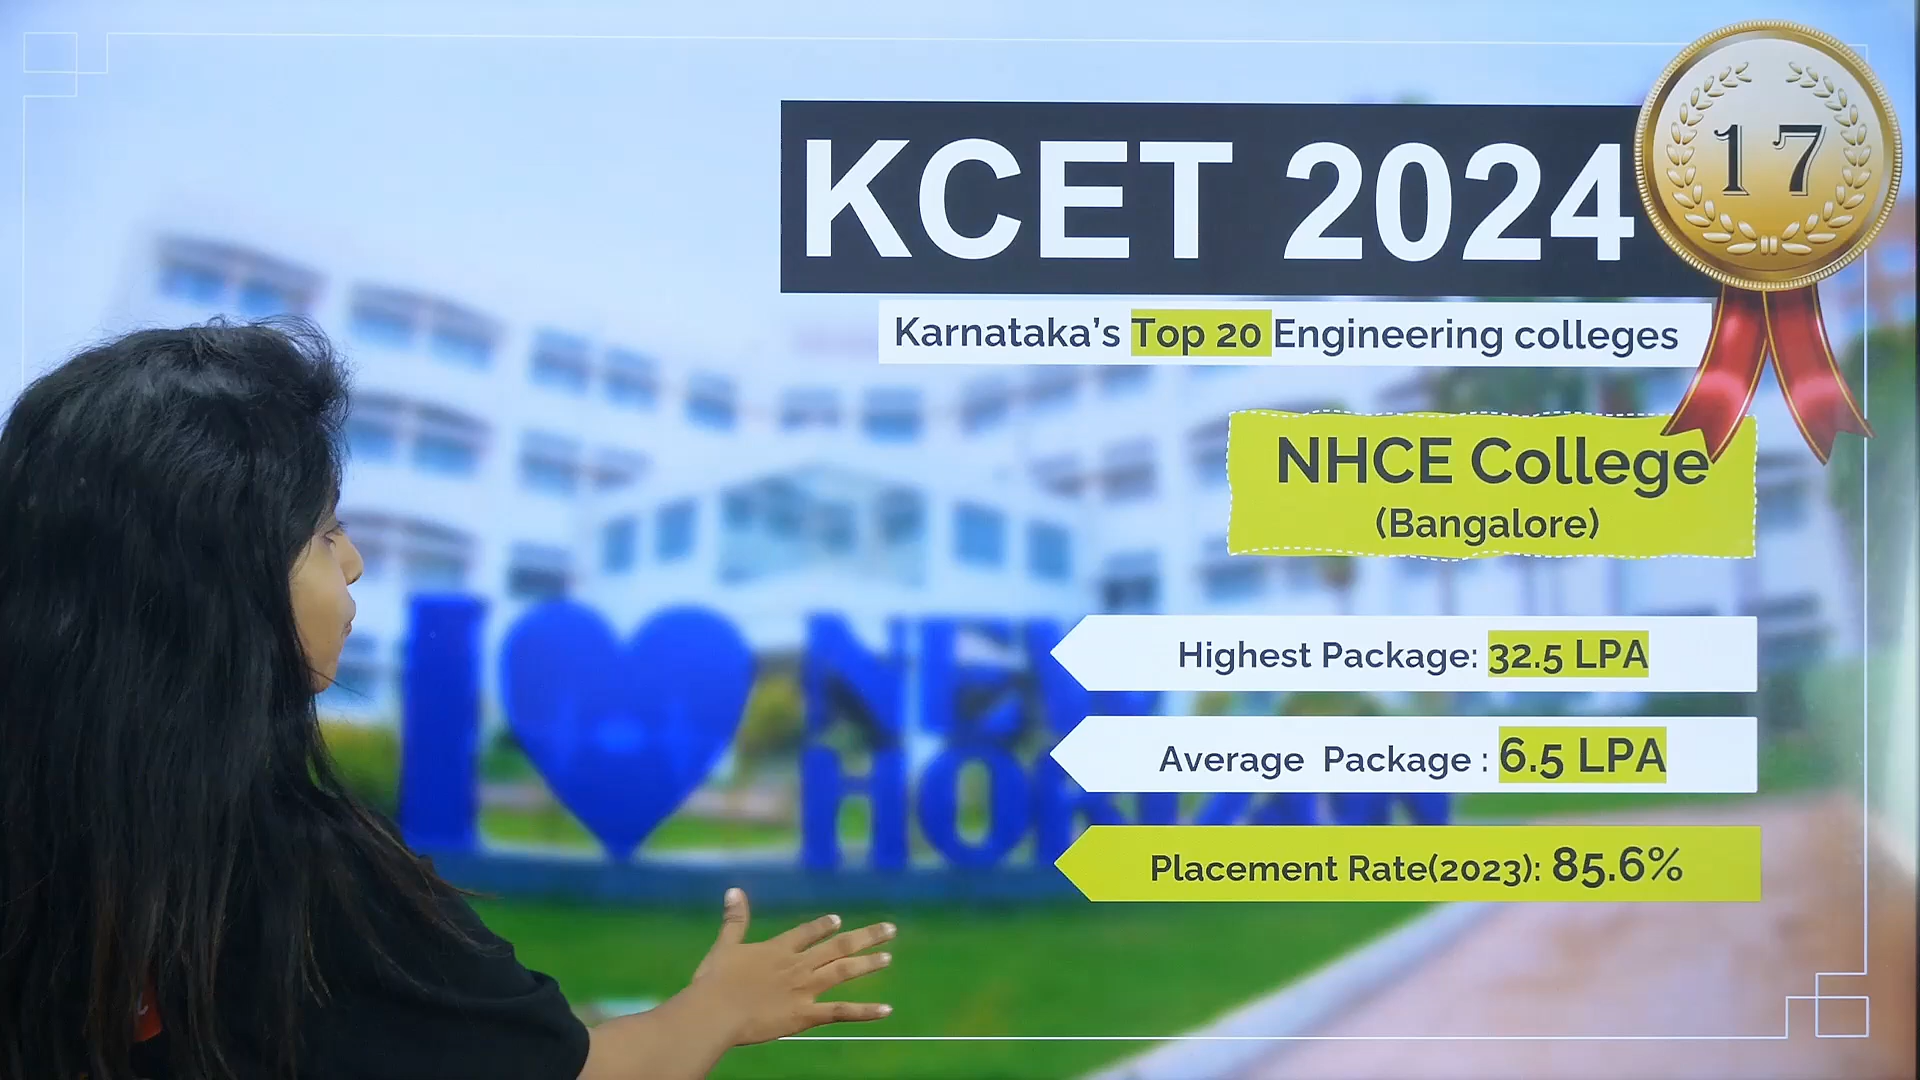 KCET 2024
17
Karnataka's Top 20 Engineering colleges
NHCE College
(Bangalore)
Highest Package: 32.5 LPA
Average Package : 6.5 LPA
Placement Rate(2023): 85.6%
I